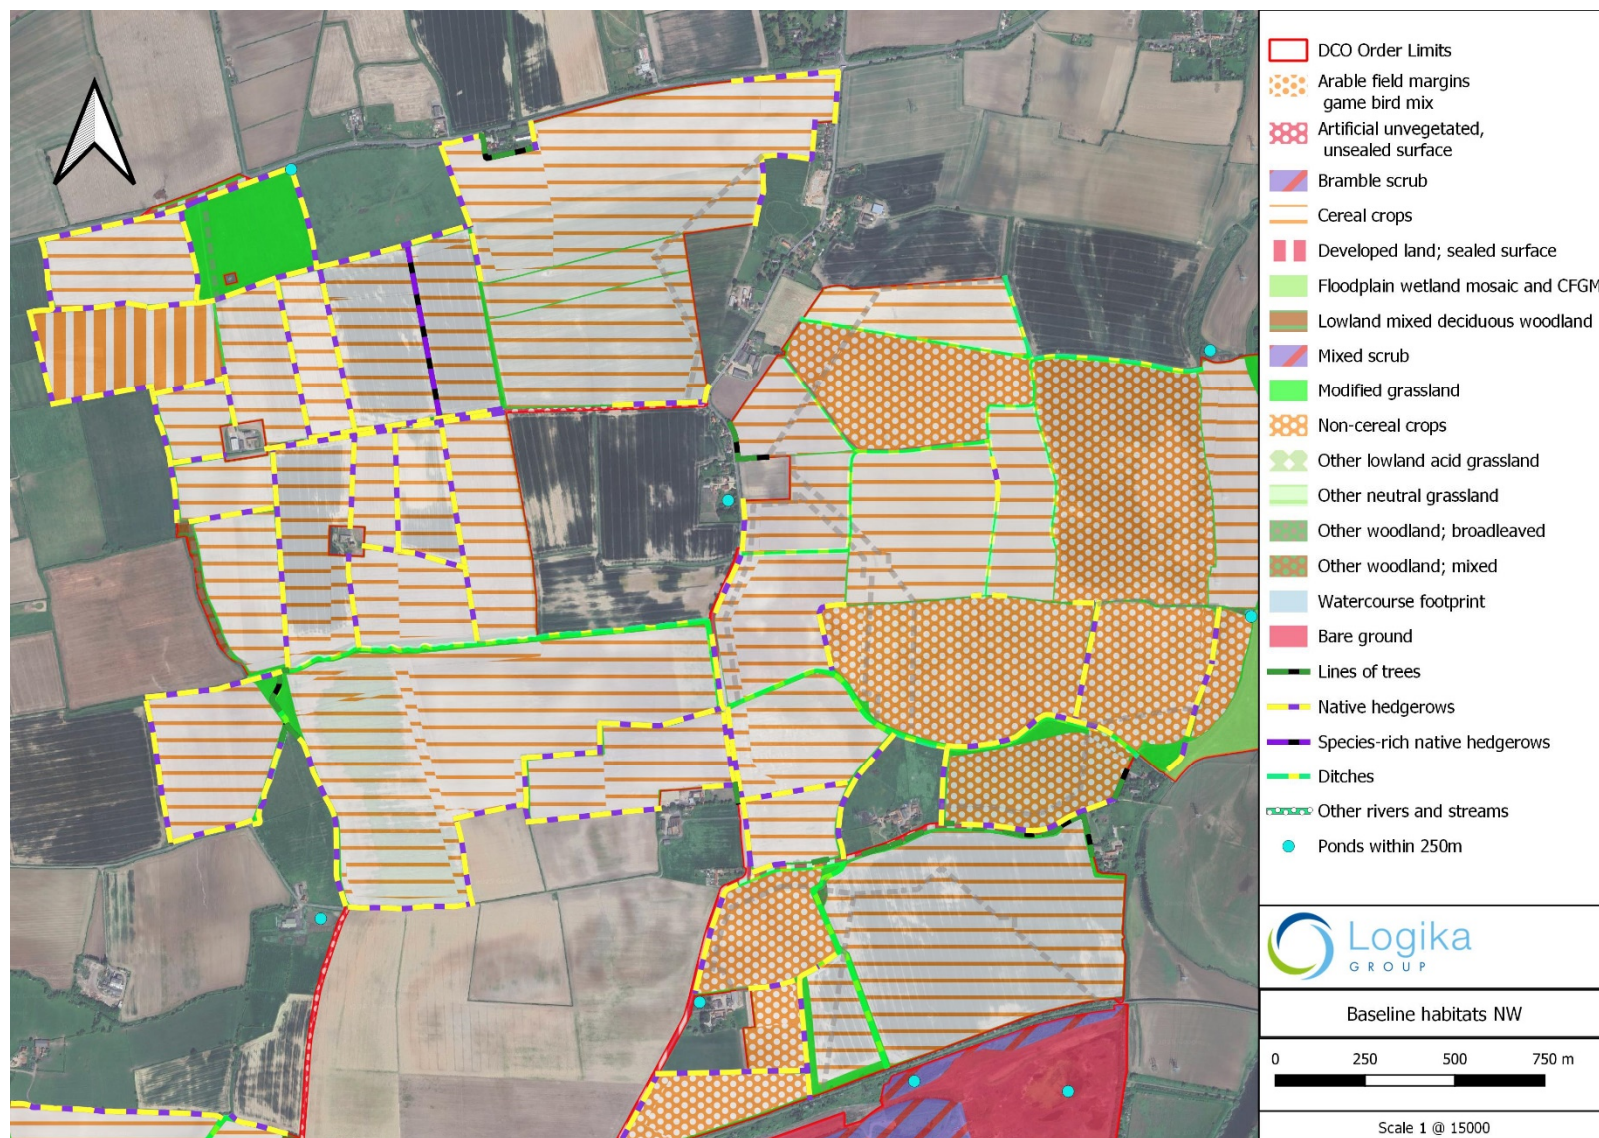 DCO Order Limits
Arable field margins
game bird mix
Artificial unvegetated,
unsealed surface
Bramble scrub
Cereal crops
Developed land; sealed surface
Floodplain wetland mosaic and CFGM
Lowland mixed deciduous woodland
Mixed scrub
Modified grassland
Non-cereal crops
Other lowland acid grassland
Other neutral grassland
Other woodland; broadleaved
Other woodland; mixed
Watercourse footprint
Bare ground
Lines of trees
Native hedgerows
Species-rich native hedgerows
Ditches
Other rivers and streams
Ponds within 250m
Logika
GROUP
Baseline habitats NW
0 250 500 750 m
Scale 1 @ 15000